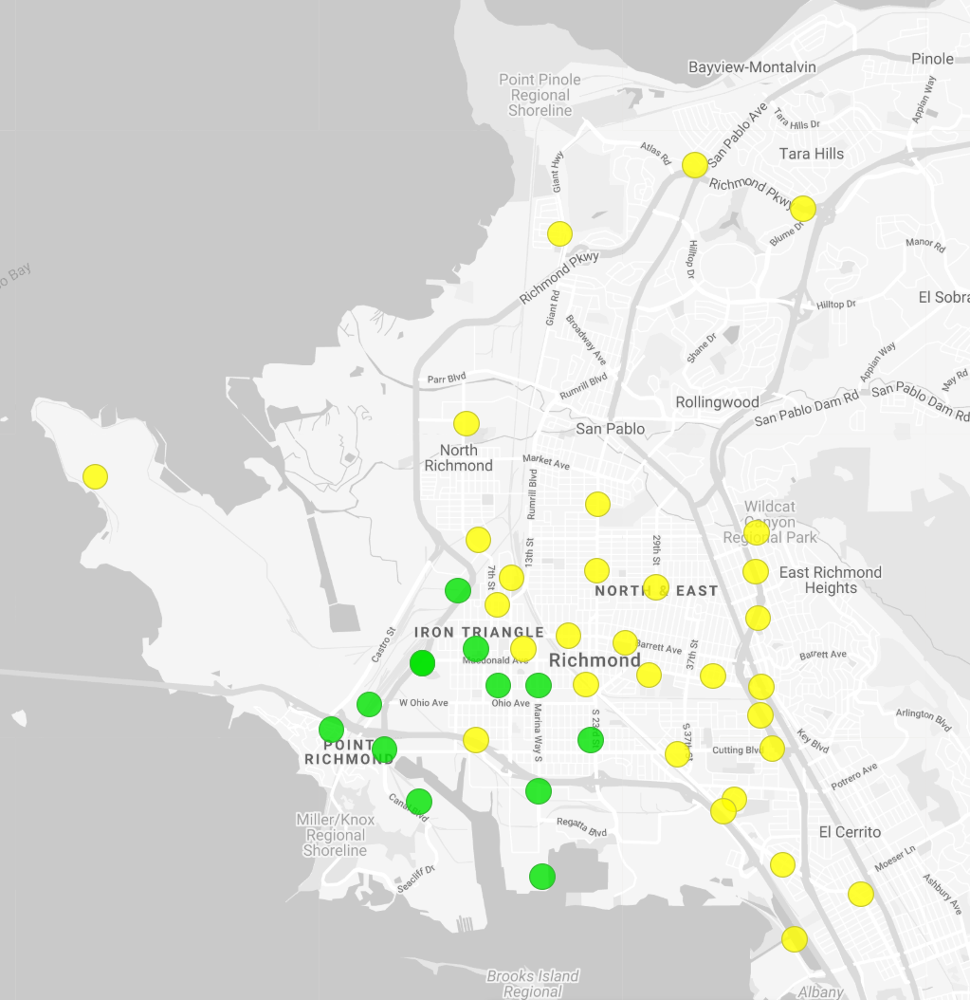 Pinole
Bayview-Montalvin
Point Pinole
Regional
Shoreline
Appian Way
San Pablo Ave
Tara Hills Dr
Atlas Rd
Tara Hills
Giant Hwy
Richmond Pkwy
Blume Dr
Manor Rd
Hilltop Dr
Richmond Pkwy
o Bay
El Sobra
Giant Rd
Hilltop Dr
Broadway Ave
Shane Dr
Appian Way
May Rd
Parr Blvd
Rumrill Blvd
San Pablo Dam Rd
San Pablo Dam Rd
Rollingwood
San Pablo
North
Richmond
Market Ave
Rumrill Blvd
Wildcat
Canyon
Regional Park
13th St
29th St
7th St
East Richmond
Heights
NORTH & EAST
IRON TRIANGLE
Castro St
Barrett Ave
37th St
Barrett Ave
Macdonald Ave
Richmond
W Ohio Ave
Ohio Ave
Marina Way S
S 23rd St
S 37th St
Arlington Blvd
Key Blvd
Cutting Blvd
POINT
RICHMOND
Potrero Ave
Canal Blvd
Miller/Knox
Regional
Shoreline
Regatta Blvd
El Cerrito
Moeser Ln
Seacliff Dr
Ashbury Ave
Brooks Island
Regional
Albany